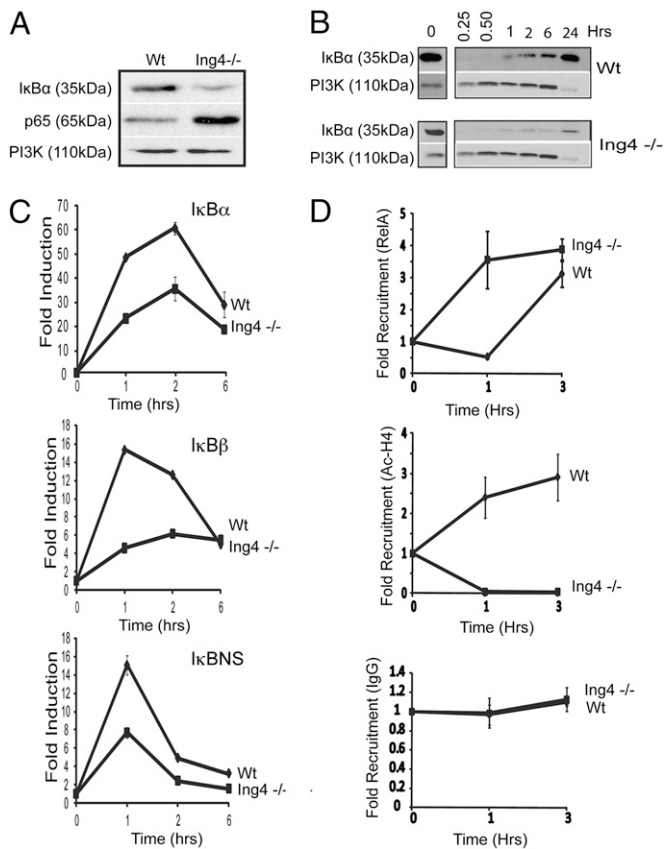 A
Wt Ing4-/-
IκBα (35kDa)
p65 (65kDa)
PI3K (110kDa)
B
0 0.25 0.50 1 2 6 24 Hrs
IκBα (35kDa)
PI3K (110kDa)
Wt
IκBα (35kDa)
PI3K (110kDa)
Ing4 -/-
C
IκBα
Fold Induction
70
60
50
40
30
20
10
0
Wt
Ing4 -/-
0 1 2 6
Time (hrs)
IκBβ
Fold Induction
18
16
14
12
10
8
6
4
2
0
Wt
Ing4 -/-
0 1 2 6
Time (hrs)
IκBNS
Fold Induction
18
16
14
12
10
8
6
4
2
0
Wt
Ing4 -/-
0 1 2 6
Time (hrs)
D
Fold Recruitment (RelA)
5
4
3
2
1
0
Ing4 -/-
Wt
0 1 3
Time (Hrs)
Fold Recruitment (Ac-H4)
4
3
2
1
0
Wt
Ing4 -/-
0 1 3
Time (Hrs)
Fold Recruitment (IgG)
1.4
1.2
1
0.8
0.6
0.4
0.2
0
Ing4 -/-
Wt
0 1 3
Time (Hrs)